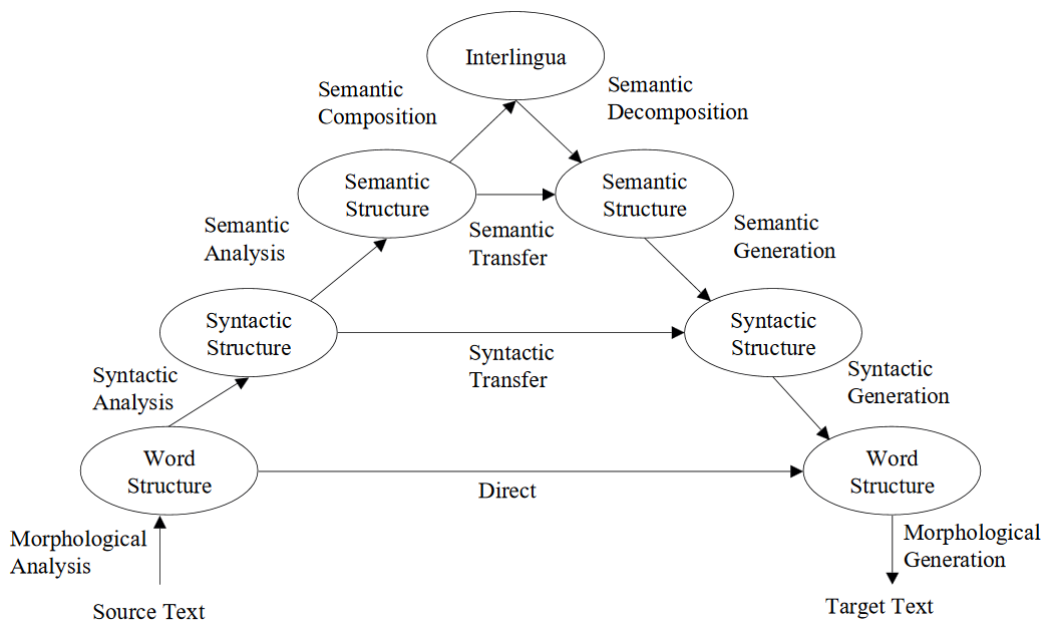 Interlingua
Semantic
Composition
Semantic
Decomposition
Semantic
Structure
Semantic
Structure
Semantic
Analysis
Semantic
Transfer
Semantic
Generation
Syntactic
Structure
Syntactic
Structure
Syntactic
Analysis
Syntactic
Transfer
Syntactic
Generation
Word
Structure
Word
Structure
Direct
Morphological
Analysis
Morphological
Generation
Source Text
Target Text